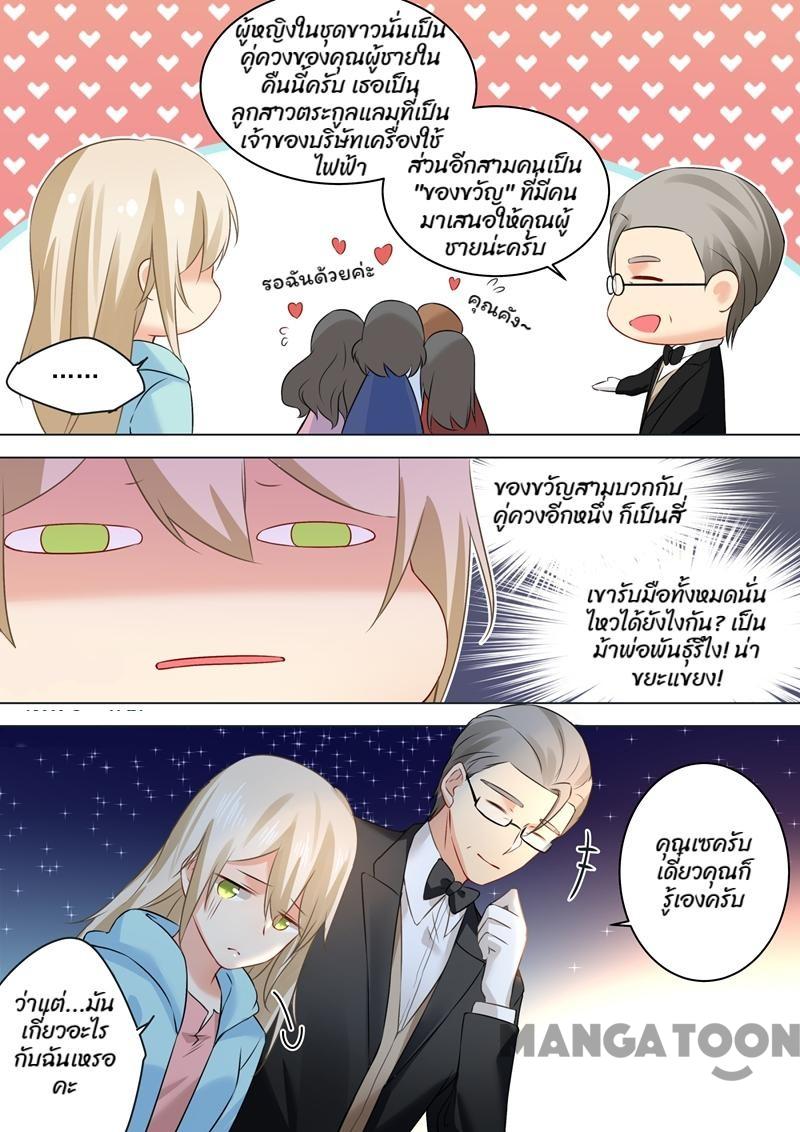 ผู้หญิงในชุดขาวนั่นเป็น
คู่ควงของคุณผู้ชายใน
คืนนี้ครับ เธอเป็น
ลูกสาวตระกูลแลมที่เป็น
เจ้าของบริษัทเครื่องใช้
ไฟฟ้า
ส่วนอีกสามคนเป็น
"ของขวัญ" ที่มีคน
มาเสนอให้คุณผู้
ชายน่ะครับ
รอฉันด้วยค่ะ
คุณคัง~
......
ของขวัญสามบวกกับ
คู่ควงอีกหนึ่ง ก็เป็นสี่
เขารับมือทั้งหมดนั่น
ไหวได้ยังไงกัน? เป็น
ม้าพ่อพันธุ์รึไง! น่า
ขยะแขยง!
คุณเซครับ
เดี๋ยวคุณก็
รู้เองครับ
ว่าแต่...มัน
เกี่ยวอะไร
กับฉันเหรอ
คะ
MANGATOON